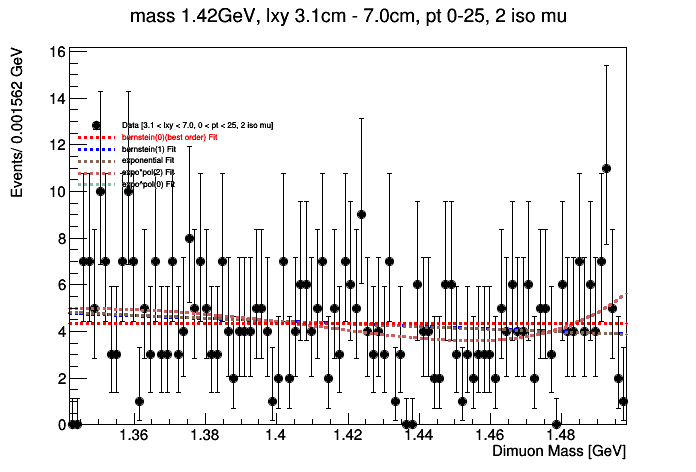 mass 1.42GeV, lxy 3.1cm - 7.0cm, pt 0-25, 2 iso mu
Events/ 0.001562 GeV
16
14
12
10
8
6
4
2
0
Data [3.1 < lxy < 7.0, 0 < pt < 25, 2 iso mu]
bernstein(0)(best order) Fit
bernstein(1) Fit
exponential Fit
expo*pol(2) Fit
expo*pol(0) Fit
1.36 1.38 1.4 1.42 1.44 1.46 1.48
Dimuon Mass [GeV]